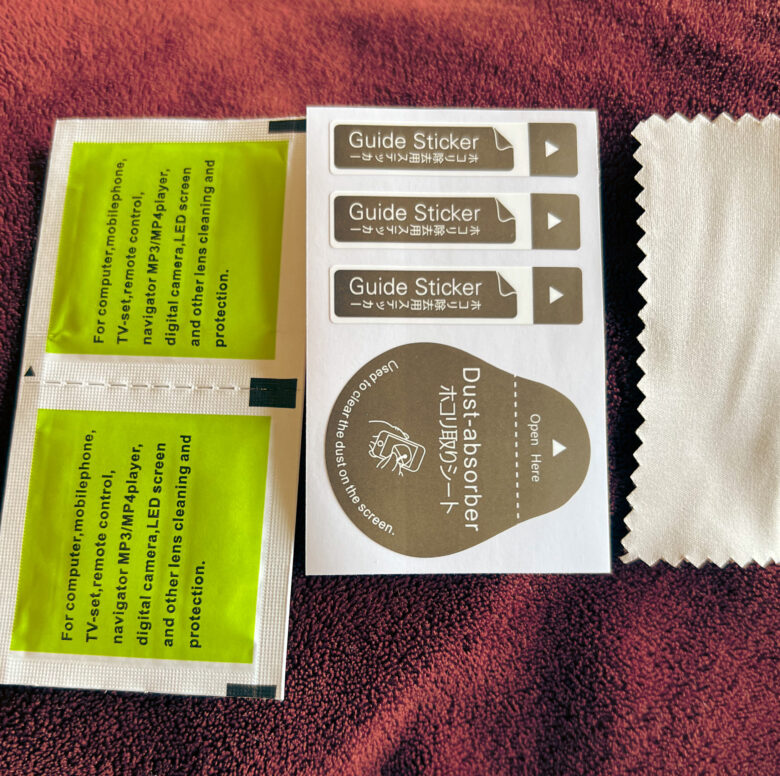 For computer,mobilephone,
TV-set,remote control,
navigator MP3/MP4player,
digital camera,LED screen
and other lens cleaning and
protection.
For computer,mobilephone,
TV-set,remote control,
navigator MP3/MP4player,
digital camera,LED screen
and other lens cleaning and
protection.
Guide Sticker
ホコリ除去用ステッカー
Guide Sticker
ホコリ除去用ステッカー
Guide Sticker
ホコリ除去用ステッカー
Open Here
Dust-absorber
ホコリ取りシート
Used to clear the dust on the screen.